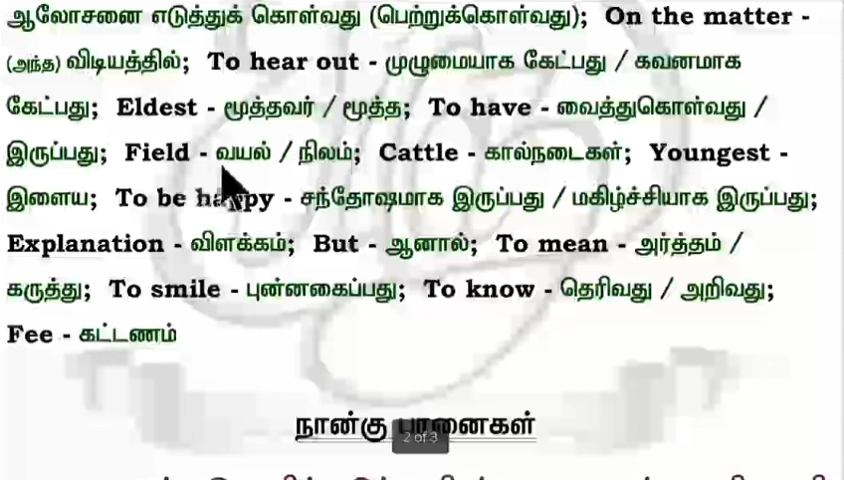 ஆலோசனை எடுத்துக் கொள்வது (பெற்றுக்கொள்வது); On the matter -
(அந்த) விடியத்தில்; To hear out - முழுமையாக கேட்பது / கவனமாக
கேட்பது; Eldest - மூத்தவர் / மூத்த; To have - வைத்துகொள்வது /
இருப்பது; Field - வயல் / நிலம்; Cattle - கால்நடைகள்; Youngest -
இளைய; To be happy - சந்தோஷமாக இருப்பது / மகிழ்ச்சியாக இருப்பது;
Explanation - விளக்கம்; But - ஆனால்; To mean - அர்த்தம் /
கருத்து; To smile - புன்னகைப்பது; To know - தெரிவது / அறிவது;
Fee - கட்டணம்
நான்கு பானைகள்
2 of 3